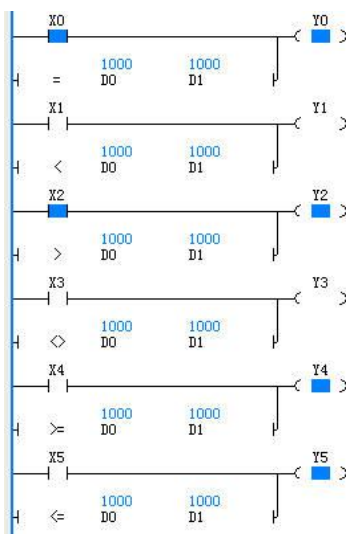 X0 Y0
1000 1000
= D0 D1
X1 Y1
1000 1000
< D0 D1
X2 Y2
1000 1000
> D0 D1
X3 Y3
1000 1000
<> D0 D1
X4 Y4
1000 1000
>= D0 D1
X5 Y5
1000 1000
<= D0 D1